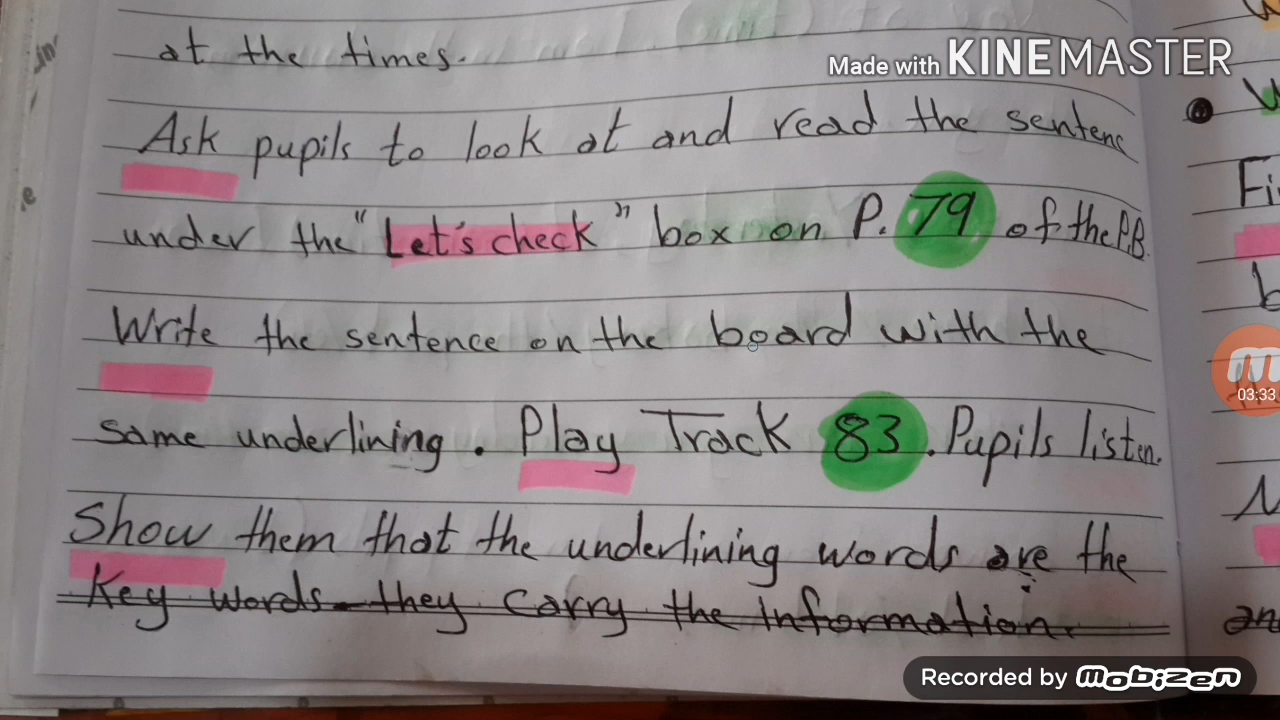 at the times.
Made with KINEMASTER
Ask pupils to look at and read the sentenc
under the "Let's check" box on P. 79 of the P.B.
Write the sentence on the board with the
03:33
same underlining. Play Track 83. Pupils listen.
Show them that the underlining words are the
Key words - they carry the information.
Recorded by mobizen